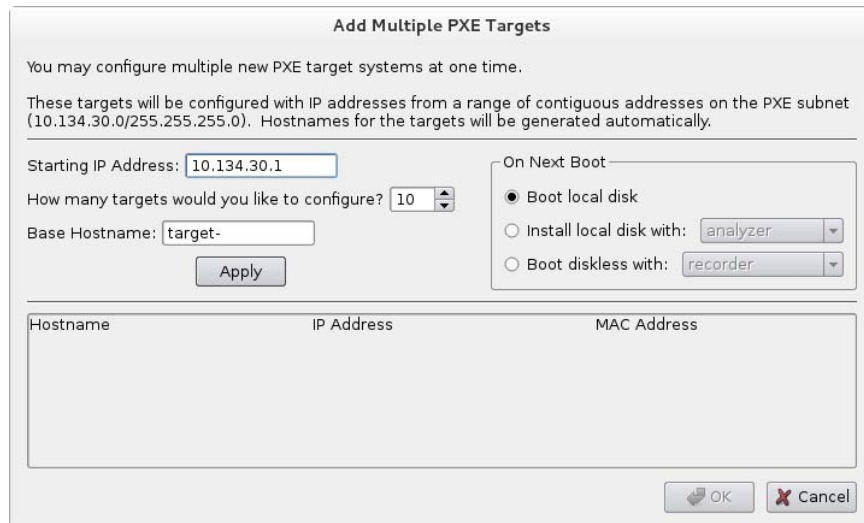 Add Multiple PXE Targets
You may configure multiple new PXE target systems at one time.
These targets will be configured with IP addresses from a range of contiguous addresses on the PXE subnet
(10.134.30.0/255.255.255.0). Hostnames for the targets will be generated automatically.
Starting IP Address: 10.134.30.1
How many targets would you like to configure? 10
Base Hostname: target-
Apply
On Next Boot
Boot local disk
Install local disk with: analyzer
Boot diskless with: recorder
Hostname IP Address MAC Address
OK Cancel